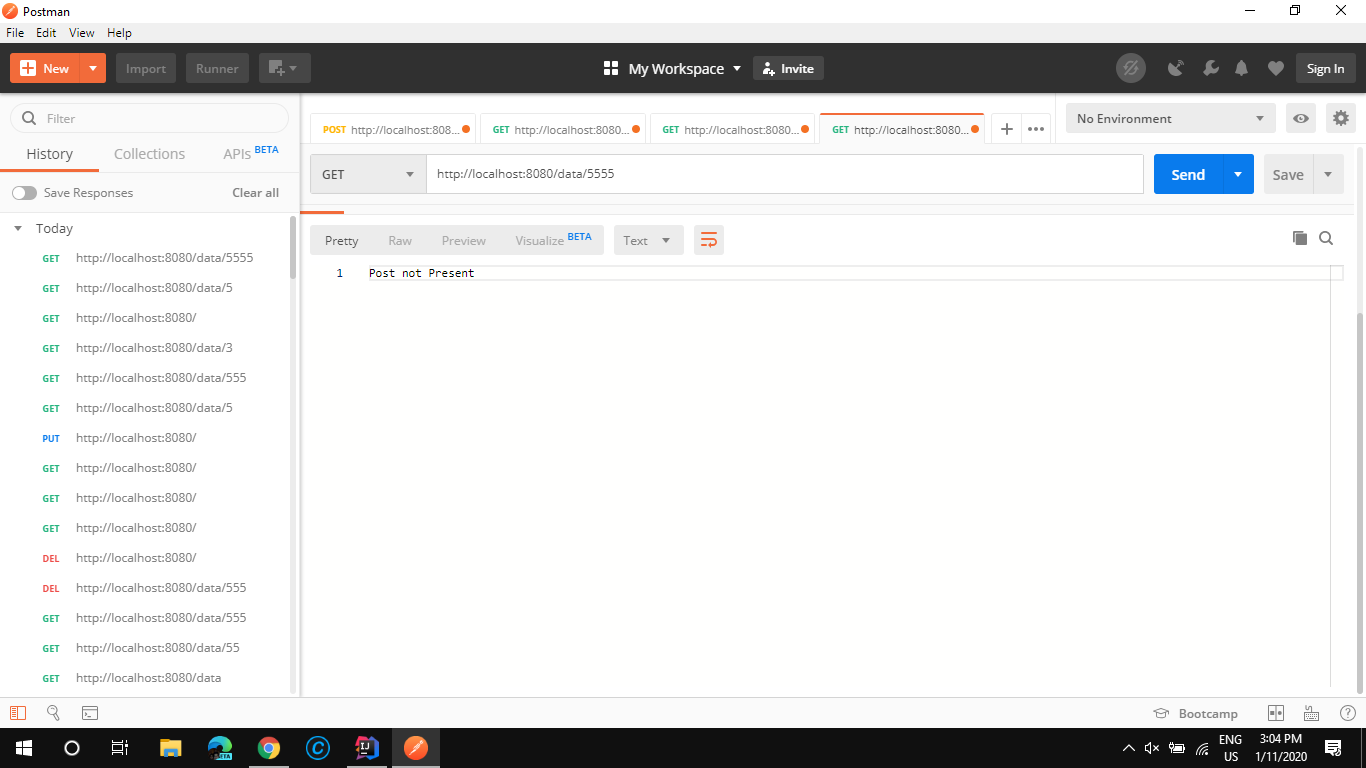 Postman
File Edit View Help
New Import Runner My Workspace Invite Sign In
Filter
History Collections APIs BETA
Save Responses Clear all
Today
GET http://localhost:8080/data/5555
GET http://localhost:8080/data/5
GET http://localhost:8080/
GET http://localhost:8080/data/3
GET http://localhost:8080/data/555
GET http://localhost:8080/data/5
PUT http://localhost:8080/
GET http://localhost:8080/
GET http://localhost:8080/
GET http://localhost:8080/
DEL http://localhost:8080/
DEL http://localhost:8080/data/555
GET http://localhost:8080/data/555
GET http://localhost:8080/data/55
GET http://localhost:8080/data
POST http://localhost:808... GET http://localhost:8080... GET http://localhost:8080... GET http://localhost:8080... No Environment
GET http://localhost:8080/data/5555 Send Save
Pretty Raw Preview Visualize BETA Text
1 Post not Present
Bootcamp
BETA IJ ENG US 3:04 PM 1/11/2020